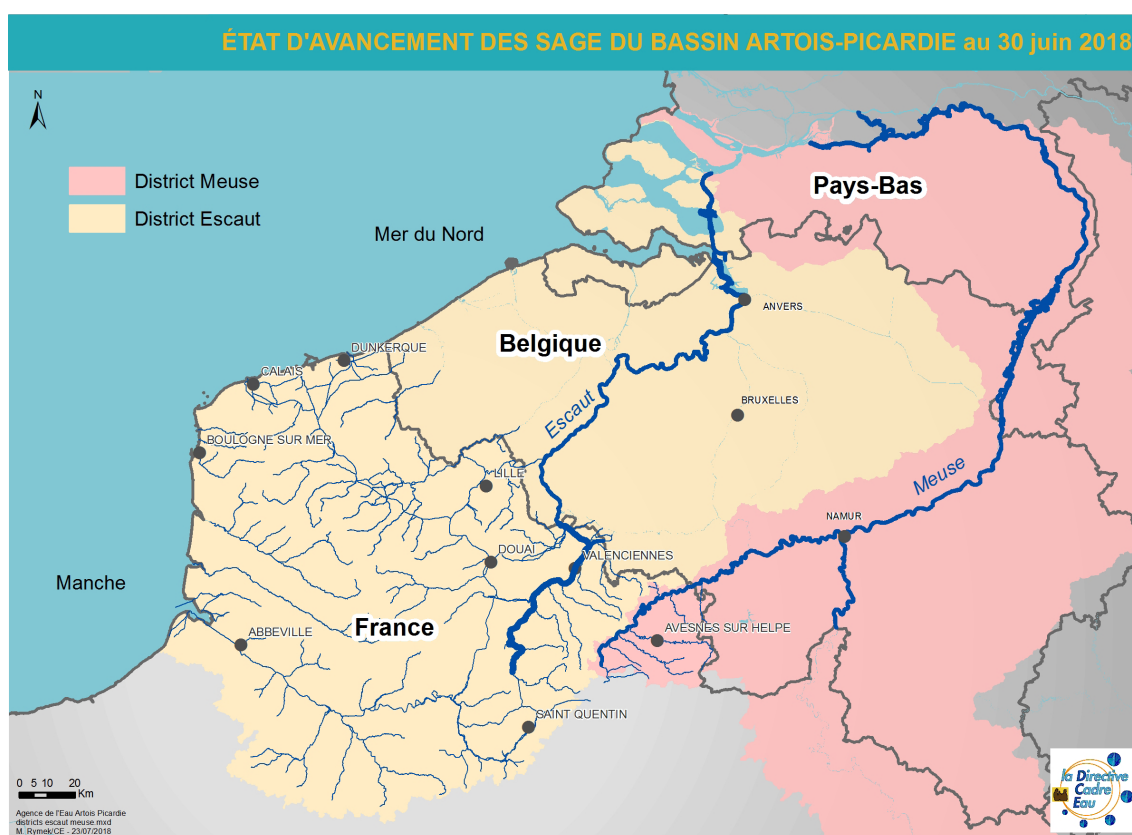 ÉTAT D'AVANCEMENT DES SAGE DU BASSIN ARTOIS-PICARDIE au 30 juin 2018
N
District Meuse
District Escaut
Mer du Nord
Pays-Bas
ANVERS
Belgique
DUNKERQUE
CALAIS
Escaut
BRUXELLES
BOULOGNE SUR MER
LILLE
Meuse
NAMUR
DOUAI
VALENCIENNES
Manche
France
ABBEVILLE
AVESNES SUR HELPE
SAINT QUENTIN
0 5 10 20
Km
Agence de l'Eau Artois Picardie
districts escaut meuse.mxd
M. Rymek/CE - 23/07/2018
la Directive
Cadre
Eau